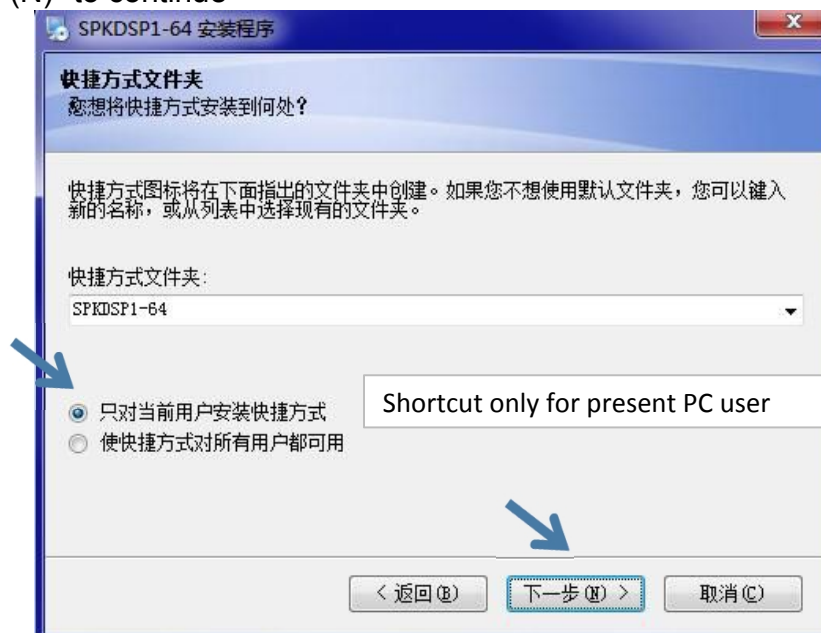 (N) to continue
SPKDSP1-64 安装程序
快捷方式文件夹
您想将快捷方式安装到何处?
快捷方式图标将在下面指出的文件夹中创建。如果您不想使用默认文件夹，您可以键入
新的名称，或从列表中选择现有的文件夹。
快捷方式文件夹:
SPKDSP1-64
只对当前用户安装快捷方式
Shortcut only for present PC user
使快捷方式对所有用户都可用
< 返回(B)
下一步(N) >
取消(C)